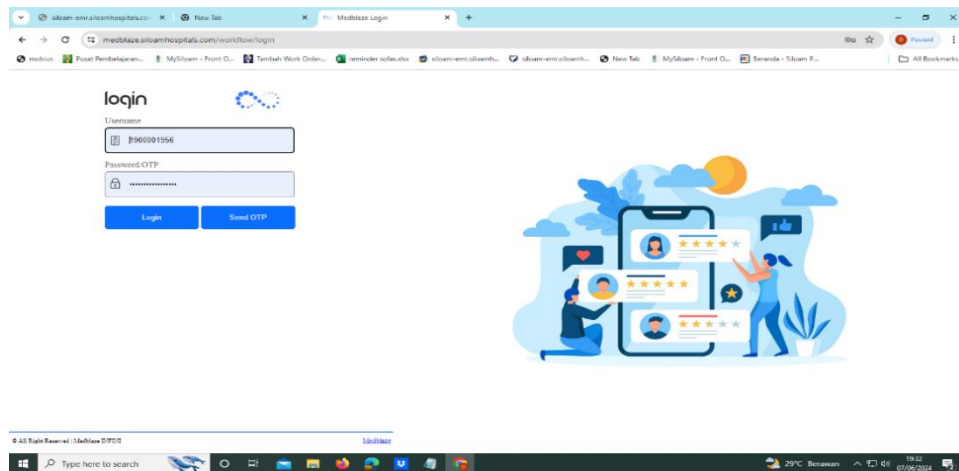 siloam-emr.siloamhospitals.com
New Tab
Medblaze Login
medblaze.siloamhospitals.com/workflow/login
Paused
mobius
Pusat Pembelajaran...
MySiloam - Front O...
Tambah Work Order...
reminder sofas.xlsx
siloam-emr.siloamh...
siloam-emr.siloamh...
New Tab
MySiloam - Front O...
Beranda - Siloam P...
All Bookmarks
login
Username
1900001956
Password/OTP
Login
Send OTP
© All Right Reserved | Medblaze
Medblaze
Type here to search
29°C Berawan
19:32
07/06/2024